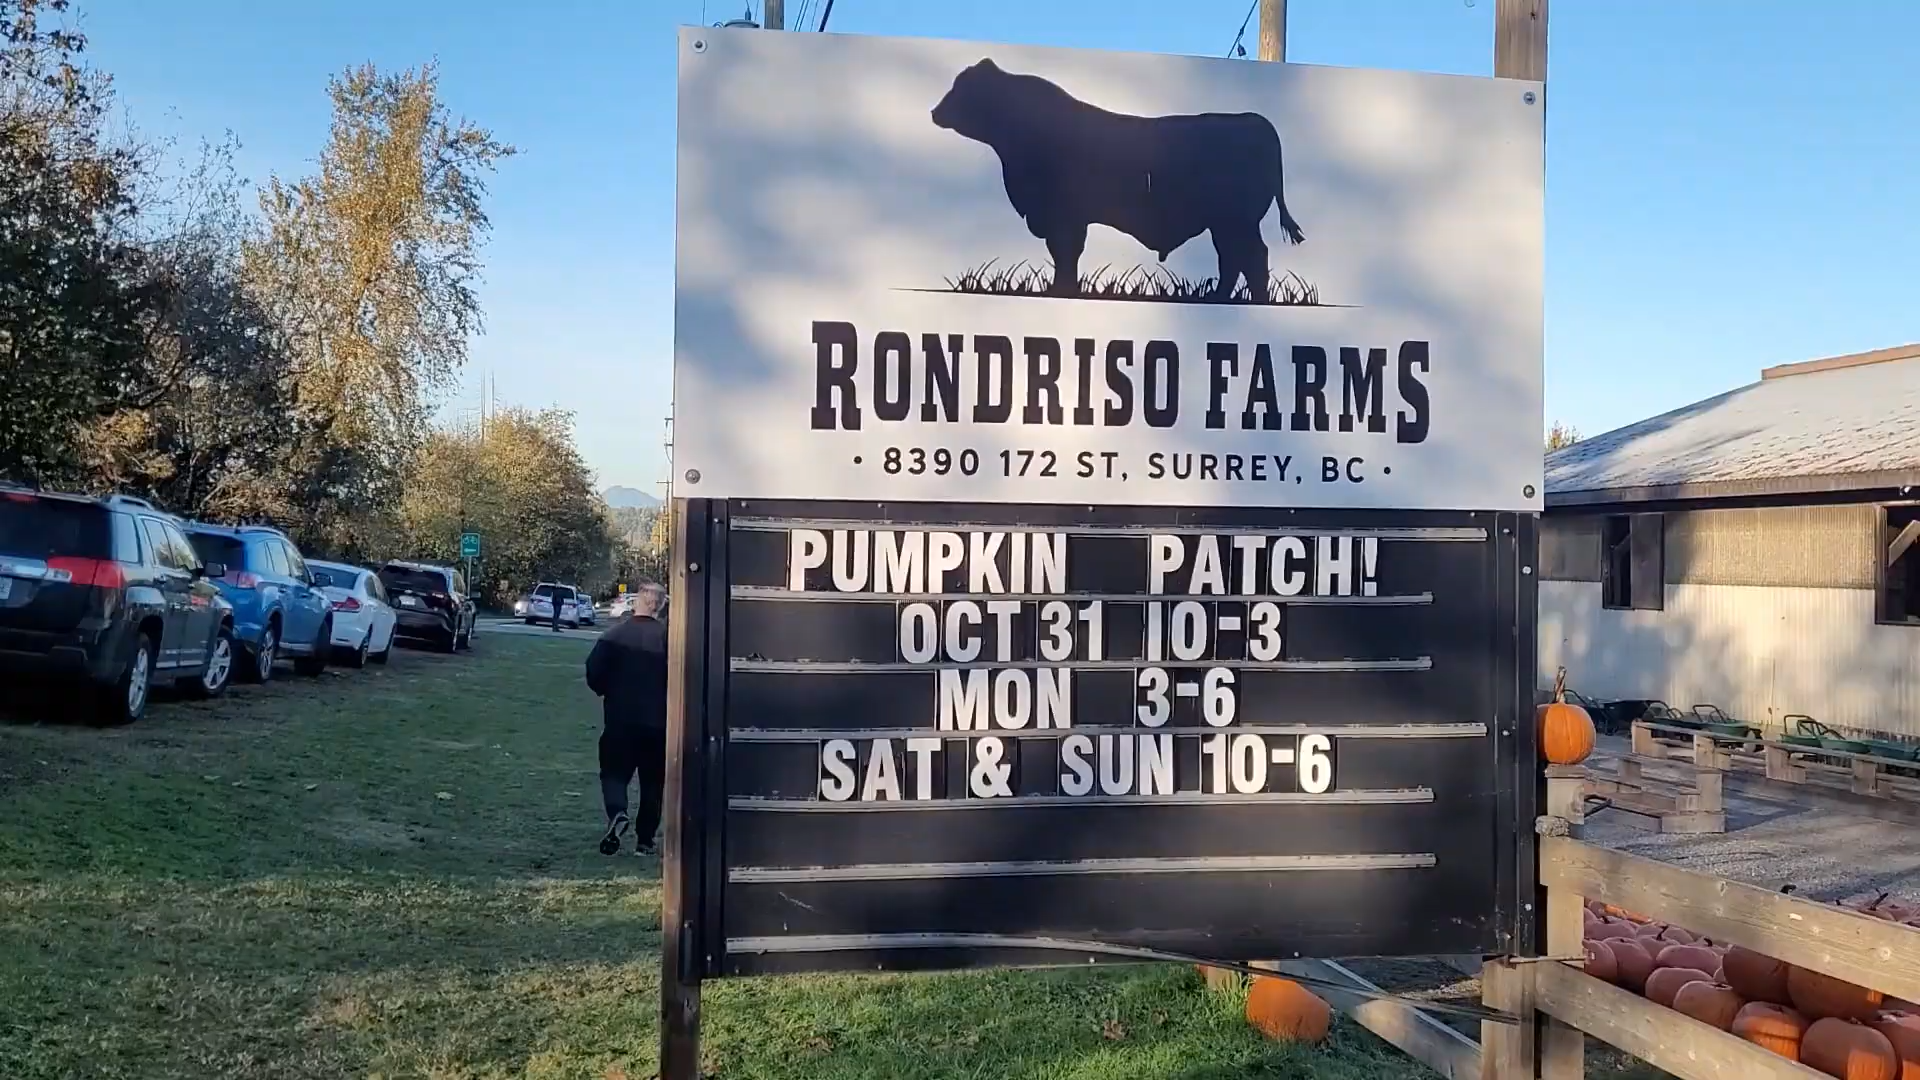 RONDRISO FARMS
• 8390 172 ST, SURREY, BC •
PUMPKIN PATCH!
OCT 31 10-3
MON 3-6
SAT & SUN 10-6